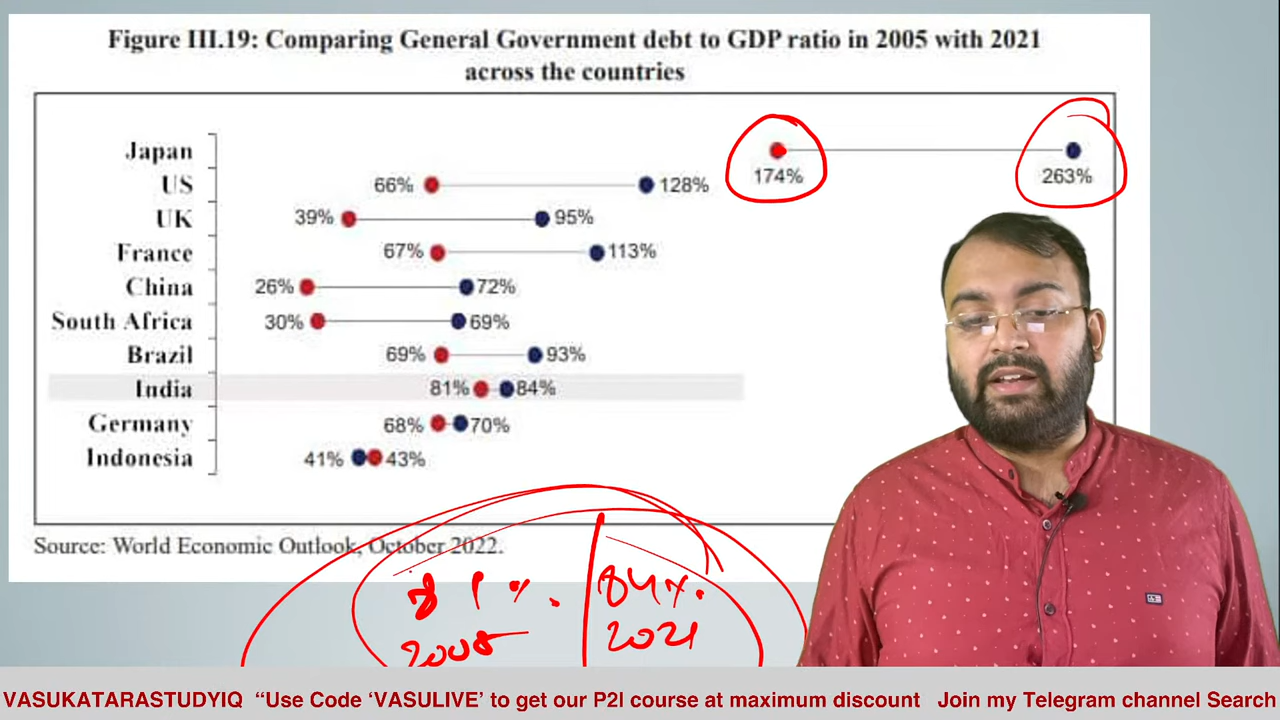 Figure III.19: Comparing General Government debt to GDP ratio in 2005 with 2021
across the countries
Japan
174%
263%
US
66%
128%
UK
39%
95%
France
67%
113%
China
26%
72%
South Africa
30%
69%
Brazil
69%
93%
India
81%
84%
Germany
68%
70%
Indonesia
41%
43%
Source: World Economic Outlook, October 2022.
81%.
84%.
2005
2021
VASUKATARASTUDYIQ “Use Code ‘VASULIVE’ to get our P2I course at maximum discount Join my Telegram channel Search